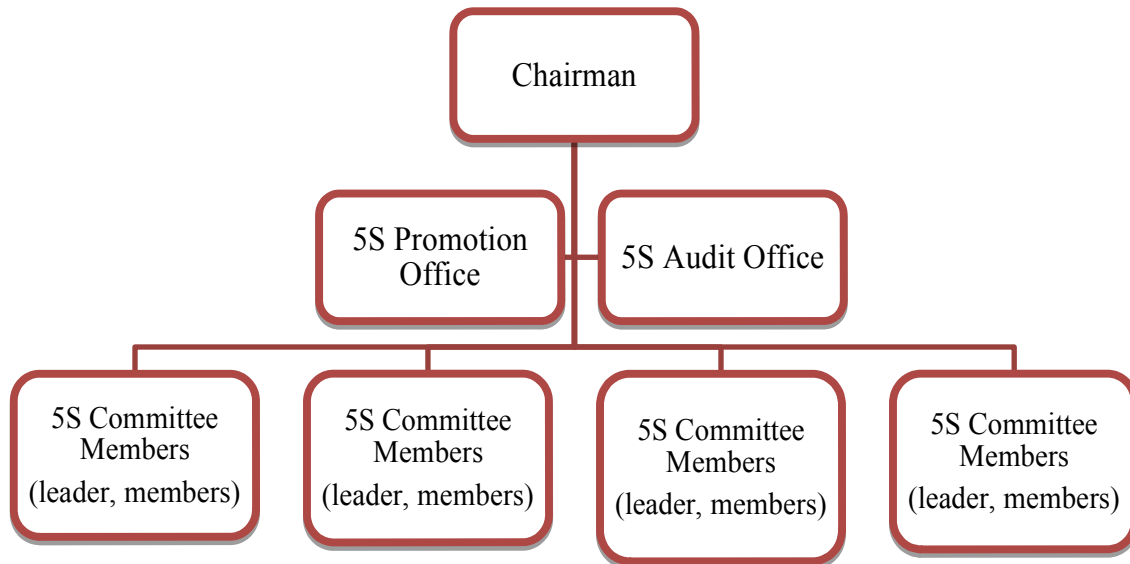 Chairman
5S Promotion
Office
5S Audit Office
5S Committee
Members
(leader, members)
5S Committee
Members
(leader, members)
5S Committee
Members
(leader, members)
5S Committee
Members
(leader, members)